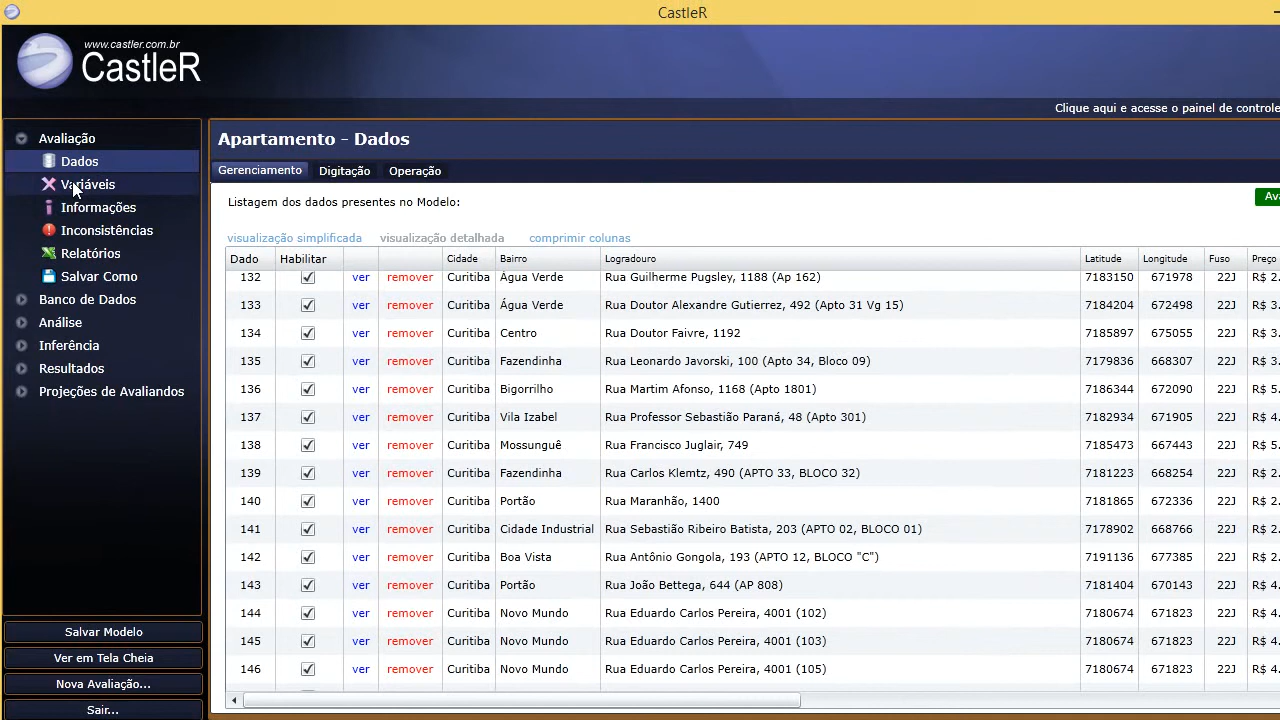 CastleR
www.castler.com.br
CastleR
Clique aqui e acesse o painel de controle
Avaliação
Dados
Variáveis
Informações
Inconsistências
Relatórios
Salvar Como
Banco de Dados
Análise
Inferência
Resultados
Projeções de Avaliandos
Salvar Modelo
Ver em Tela Cheia
Nova Avaliação...
Sair...
Apartamento - Dados
Gerenciamento Digitação Operação
Listagem dos dados presentes no Modelo:
visualização simplificada visualização detalhada comprimir colunas
Dado Habilitar Cidade Bairro Logradouro Latitude Longitude Fuso Preço
132 ver remover Curitiba Água Verde Rua Guilherme Pugsley, 1188 (Ap 162) 7183150 671978 22J R$ 2.
133 ver remover Curitiba Água Verde Rua Doutor Alexandre Gutierrez, 492 (Apto 31 Vg 15) 7184204 672498 22J R$ 3.
134 ver remover Curitiba Centro Rua Doutor Faivre, 1192 7185897 675055 22J R$ 3.
135 ver remover Curitiba Fazendinha Rua Leonardo Javorski, 100 (Apto 34, Bloco 09) 7179836 668307 22J R$ 3.
136 ver remover Curitiba Bigorrilho Rua Martim Afonso, 1168 (Apto 1801) 7186344 672090 22J R$ 5.
137 ver remover Curitiba Vila Izabel Rua Professor Sebastião Paraná, 48 (Apto 301) 7182934 671905 22J R$ 4.
138 ver remover Curitiba Mossunguê Rua Francisco Juglair, 749 7185473 667443 22J R$ 5.
139 ver remover Curitiba Fazendinha Rua Carlos Klemtz, 490 (APTO 33, BLOCO 32) 7181223 668254 22J R$ 2.
140 ver remover Curitiba Portão Rua Maranhão, 1400 7181865 672336 22J R$ 2.
141 ver remover Curitiba Cidade Industrial Rua Sebastião Ribeiro Batista, 203 (APTO 02, BLOCO 01) 7178902 668766 22J R$ 2.
142 ver remover Curitiba Boa Vista Rua Antônio Gongola, 193 (APTO 12, BLOCO "C") 7191136 677385 22J R$ 2.
143 ver remover Curitiba Portão Rua João Bettega, 644 (AP 808) 7181404 670143 22J R$ 4.
144 ver remover Curitiba Novo Mundo Rua Eduardo Carlos Pereira, 4001 (102) 7180674 671823 22J R$ 4.
145 ver remover Curitiba Novo Mundo Rua Eduardo Carlos Pereira, 4001 (103) 7180674 671823 22J R$ 4.
146 ver remover Curitiba Novo Mundo Rua Eduardo Carlos Pereira, 4001 (105) 7180674 671823 22J R$ 4.